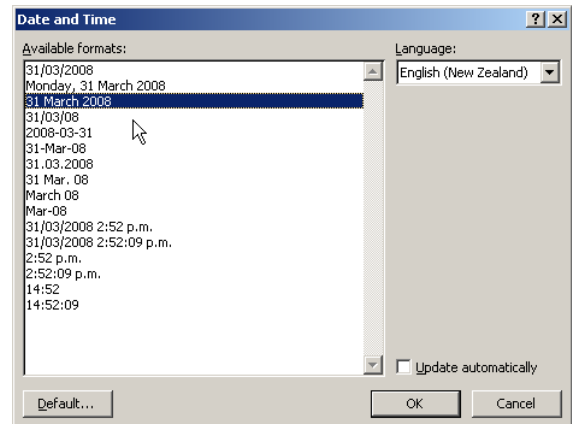 Date and Time
Available formats:
Language:
31/03/2008
Monday, 31 March 2008
31 March 2008
31/03/08
2008-03-31
31-Mar-08
31.03.2008
31 Mar. 08
March 08
Mar-08
31/03/2008 2:52 p.m.
31/03/2008 2:52:09 p.m.
2:52 p.m.
2:52:09 p.m.
14:52
14:52:09
English (New Zealand)
Update automatically
Default...
OK
Cancel